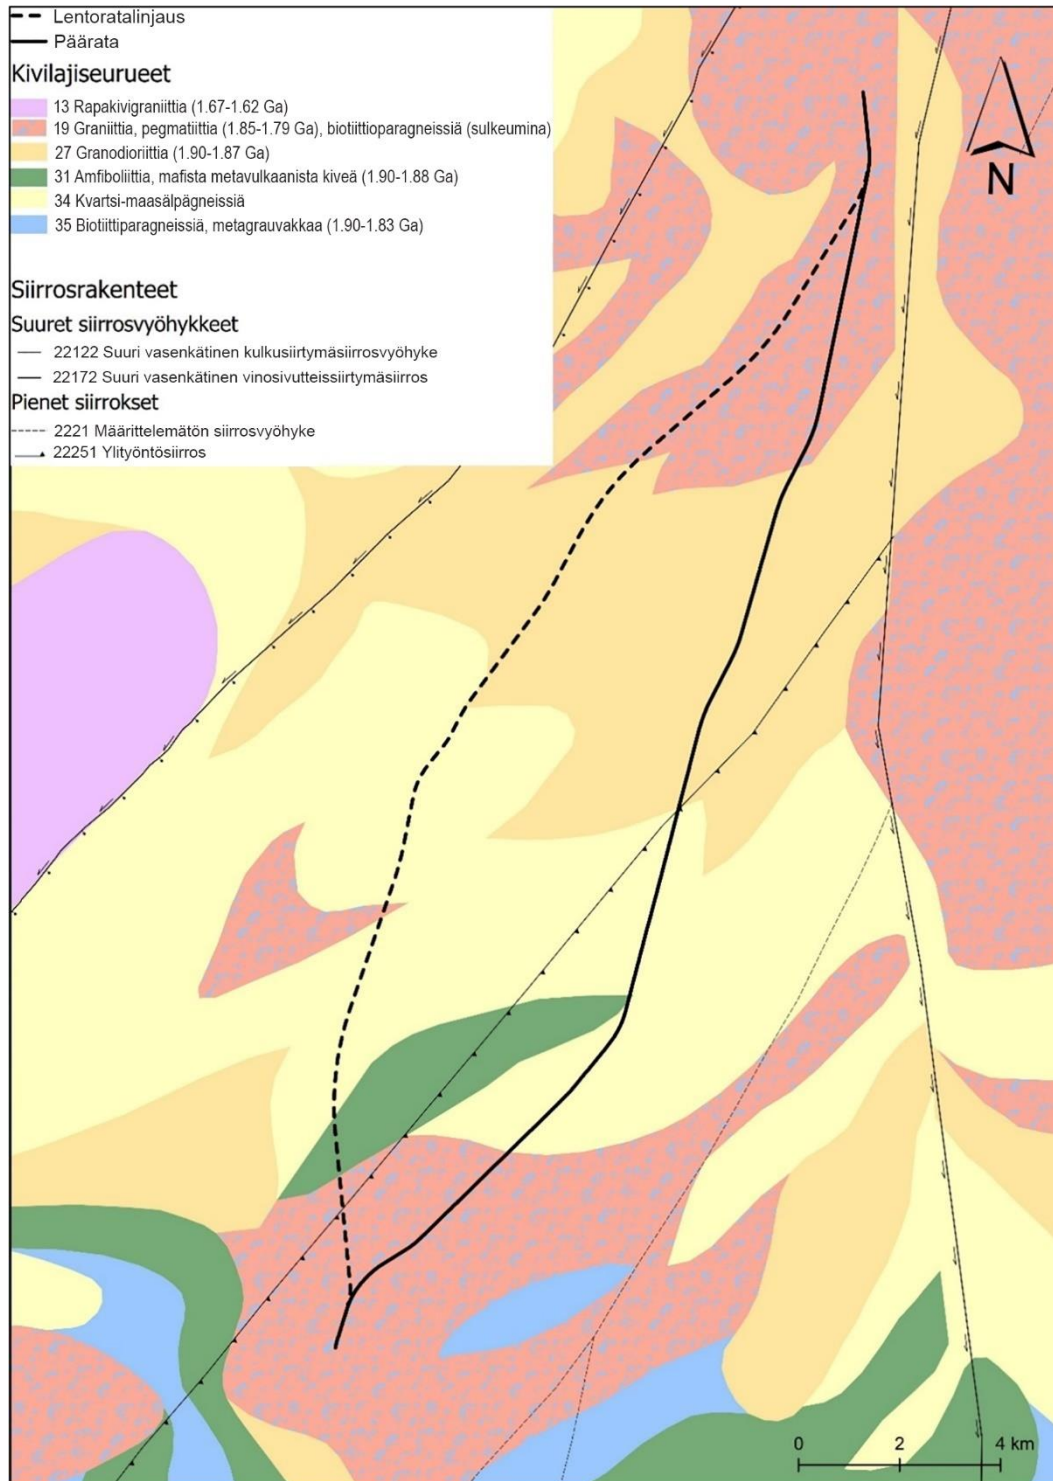 Lentoratalinjaus
Päärata
Kivilajiseurueet
13 Rapakivigraniittia (1.67-1.62 Ga)
19 Graniittia, pegmatiittia (1.85-1.79 Ga), biotiittioparagneissiä (sulkeumina)
27 Granodioriittia (1.90-1.87 Ga)
31 Amfiboliittia, mafista metavulkaanista kiveä (1.90-1.88 Ga)
34 Kvartsi-maasälpägneissiä
35 Biotiittiparagneissiä, metagrauvakkaa (1.90-1.83 Ga)
Siirrosrakenteet
Suuret siirrosvyöhykkeet
22122 Suuri vasenkätinen kulkusiirtymäsiirrosvyöhyke
22172 Suuri vasenkätinen vinosivutteissiirtymäsiirros
Pienet siirrokset
2221 Määrittelemätön siirrosvyöhyke
22251 Ylityöntösiirros
N
0 2 4 km